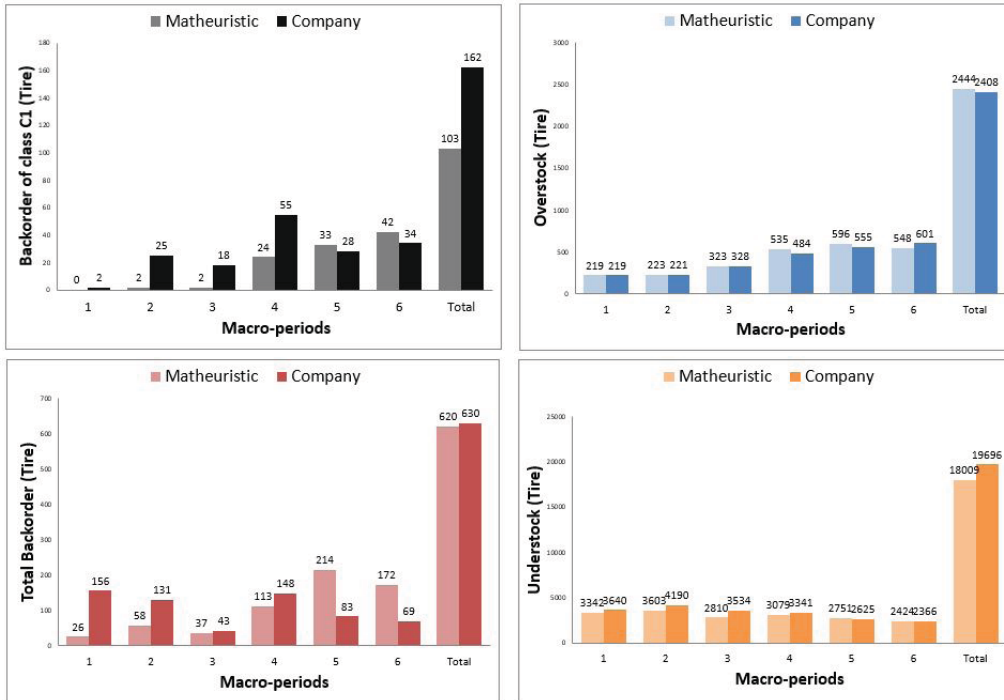 Matheuristic Company
Backorder of class C1 (Tire)
180
160
140
120
100
80
60
40
20
0
0 2 2 25 2 18 24 55 33 28 42 34 103 162
1 2 3 4 5 6 Total
Macro-periods
Matheuristic Company
Overstock (Tire)
3000
2500
2000
1500
1000
500
0
219 219 223 221 323 328 535 484 596 555 548 601 2444 2408
1 2 3 4 5 6 Total
Macro-periods
Matheuristic Company
Total Backorder (Tire)
700
600
500
400
300
200
100
0
26 156 58 131 37 43 113 148 214 83 172 69 620 630
1 2 3 4 5 6 Total
Macro-periods
Matheuristic Company
Understock (Tire)
25000
20000
15000
10000
5000
0
3342 3640 3603 4190 2810 3534 3079 3341 2751 2625 2424 2366 18009 19696
1 2 3 4 5 6 Total
Macro-periods